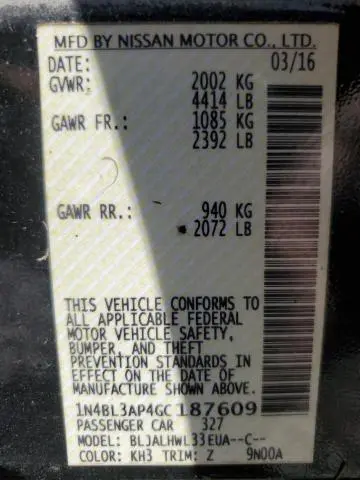 MFD BY NISSAN MOTOR CO., LTD.
DATE: 03/16
GVWR: 2002 KG
4414 LB
GAWR FR.: 1085 KG
2392 LB
GAWR RR.: 940 KG
2072 LB
THIS VEHICLE CONFORMS TO
ALL APPLICABLE FEDERAL
MOTOR VEHICLE SAFETY,
BUMPER, AND THEFT
PREVENTION STANDARDS IN
EFFECT ON THE DATE OF
MANUFACTURE SHOWN ABOVE.
1N4BL3AP4GC187609
PASSENGER CAR 327
MODEL: BLJALHWL33EUA--C--
COLOR: KH3 TRIM: Z 9N00A